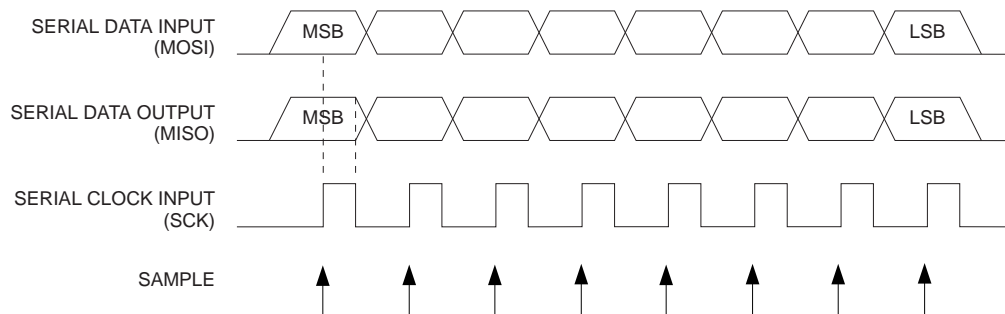 SERIAL DATA INPUT
(MOSI)
MSB
LSB
SERIAL DATA OUTPUT
(MISO)
MSB
LSB
SERIAL CLOCK INPUT
(SCK)
SAMPLE